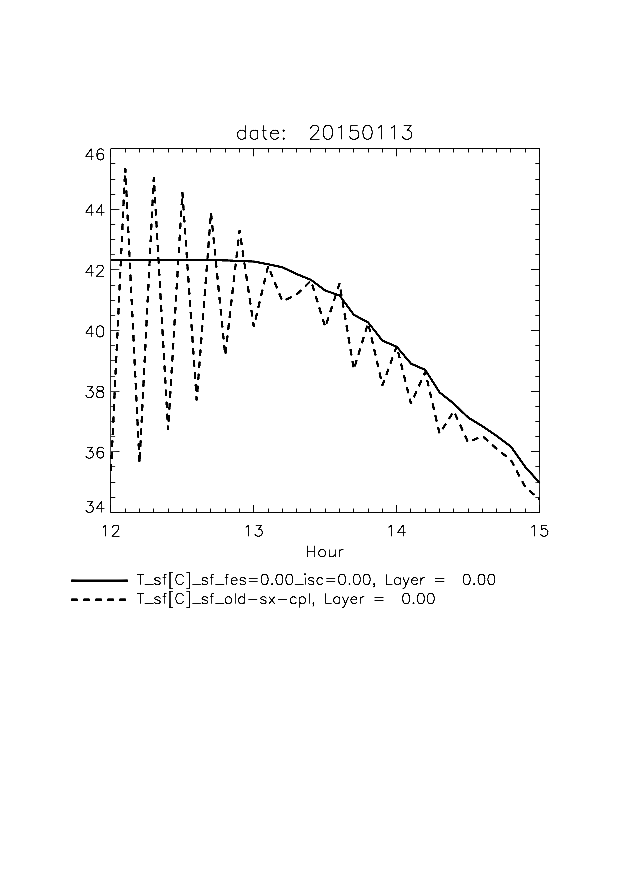 date: 20150113
46
44
42
40
38
36
34
12 13 14 15
Hour
T_sf[C]_sf_fes=0.00_isc=0.00, Layer = 0.00
T_sf[C]_sf_old-sx-cpl, Layer = 0.00